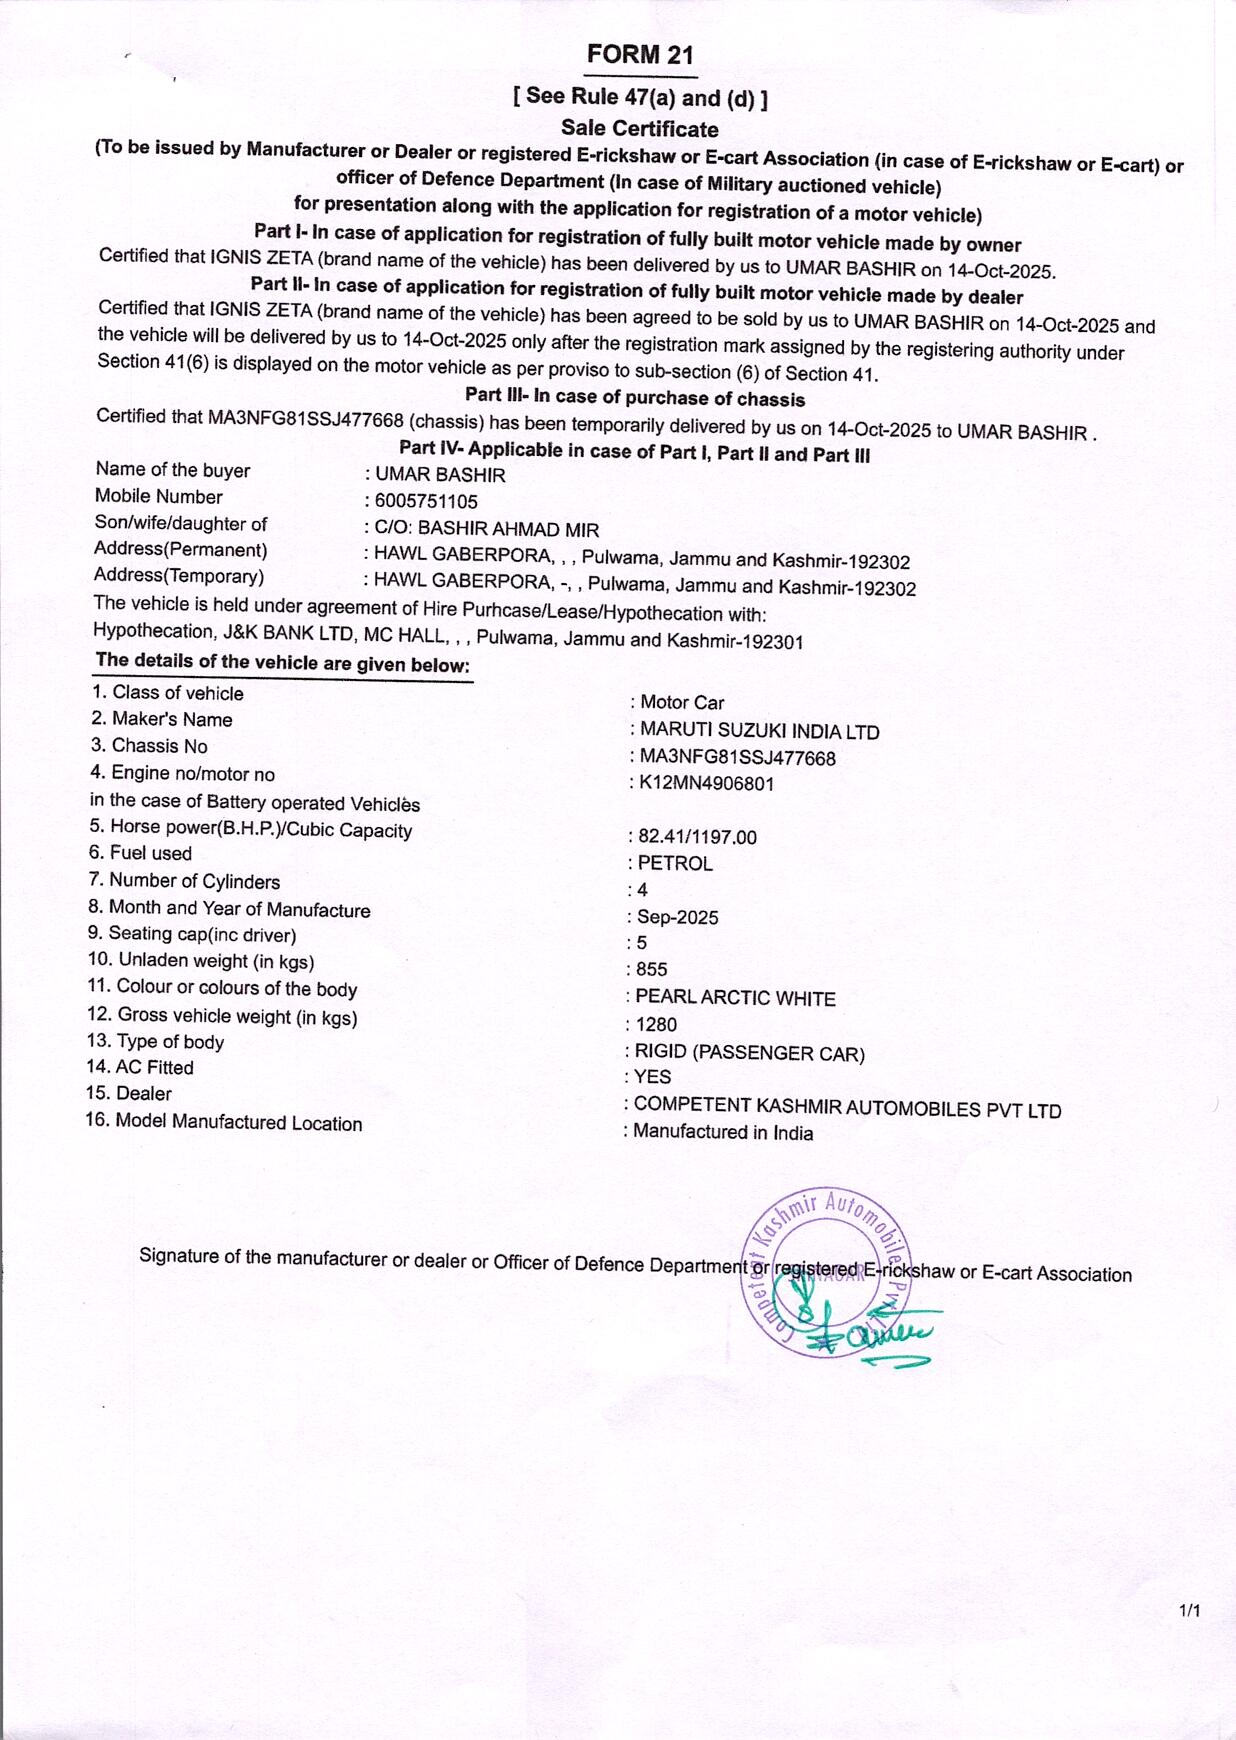 FORM 21
[ See Rule 47(a) and (d) ]
Sale Certificate
(To be issued by Manufacturer or Dealer or registered E-rickshaw or E-cart Association (in case of E-rickshaw or E-cart) or
officer of Defence Department (In case of Military auctioned vehicle)
for presentation along with the application for registration of a motor vehicle)
Part I- In case of application for registration of fully built motor vehicle made by owner
Certified that IGNIS ZETA (brand name of the vehicle) has been delivered by us to UMAR BASHIR on 14-Oct-2025.
Part II- In case of application for registration of fully built motor vehicle made by dealer
Certified that IGNIS ZETA (brand name of the vehicle) has been agreed to be sold by us to UMAR BASHIR on 14-Oct-2025 and
the vehicle will be delivered by us to 14-Oct-2025 only after the registration mark assigned by the registering authority under
Section 41(6) is displayed on the motor vehicle as per proviso to sub-section (6) of Section 41.
Part III- In case of purchase of chassis
Certified that MA3NFG81SSJ477668 (chassis) has been temporarily delivered by us on 14-Oct-2025 to UMAR BASHIR .
Part IV- Applicable in case of Part I, Part II and Part III
Name of the buyer : UMAR BASHIR
Mobile Number : 6005751105
Son/wife/daughter of : C/O: BASHIR AHMAD MIR
Address(Permanent) : HAWL GABERPORA, , , Pulwama, Jammu and Kashmir-192302
Address(Temporary) : HAWL GABERPORA, -, , Pulwama, Jammu and Kashmir-192302
The vehicle is held under agreement of Hire Purhcase/Lease/Hypothecation with:
Hypothecation, J&K BANK LTD, MC HALL, , , Pulwama, Jammu and Kashmir-192301
The details of the vehicle are given below:
1. Class of vehicle : Motor Car
2. Maker's Name : MARUTI SUZUKI INDIA LTD
3. Chassis No : MA3NFG81SSJ477668
4. Engine no/motor no : K12MN4906801
in the case of Battery operated Vehicles
5. Horse power(B.H.P.)/Cubic Capacity : 82.41/1197.00
6. Fuel used : PETROL
7. Number of Cylinders : 4
8. Month and Year of Manufacture : Sep-2025
9. Seating cap(inc driver) : 5
10. Unladen weight (in kgs) : 855
11. Colour or colours of the body : PEARL ARCTIC WHITE
12. Gross vehicle weight (in kgs) : 1280
13. Type of body : RIGID (PASSENGER CAR)
14. AC Fitted : YES
15. Dealer : COMPETENT KASHMIR AUTOMOBILES PVT LTD
16. Model Manufactured Location : Manufactured in India
Competent Kashmir Automobiles Pvt. Ltd.
Signature of the manufacturer or dealer or Officer of Defence Department or registered E-rickshaw or E-cart Association
1/1